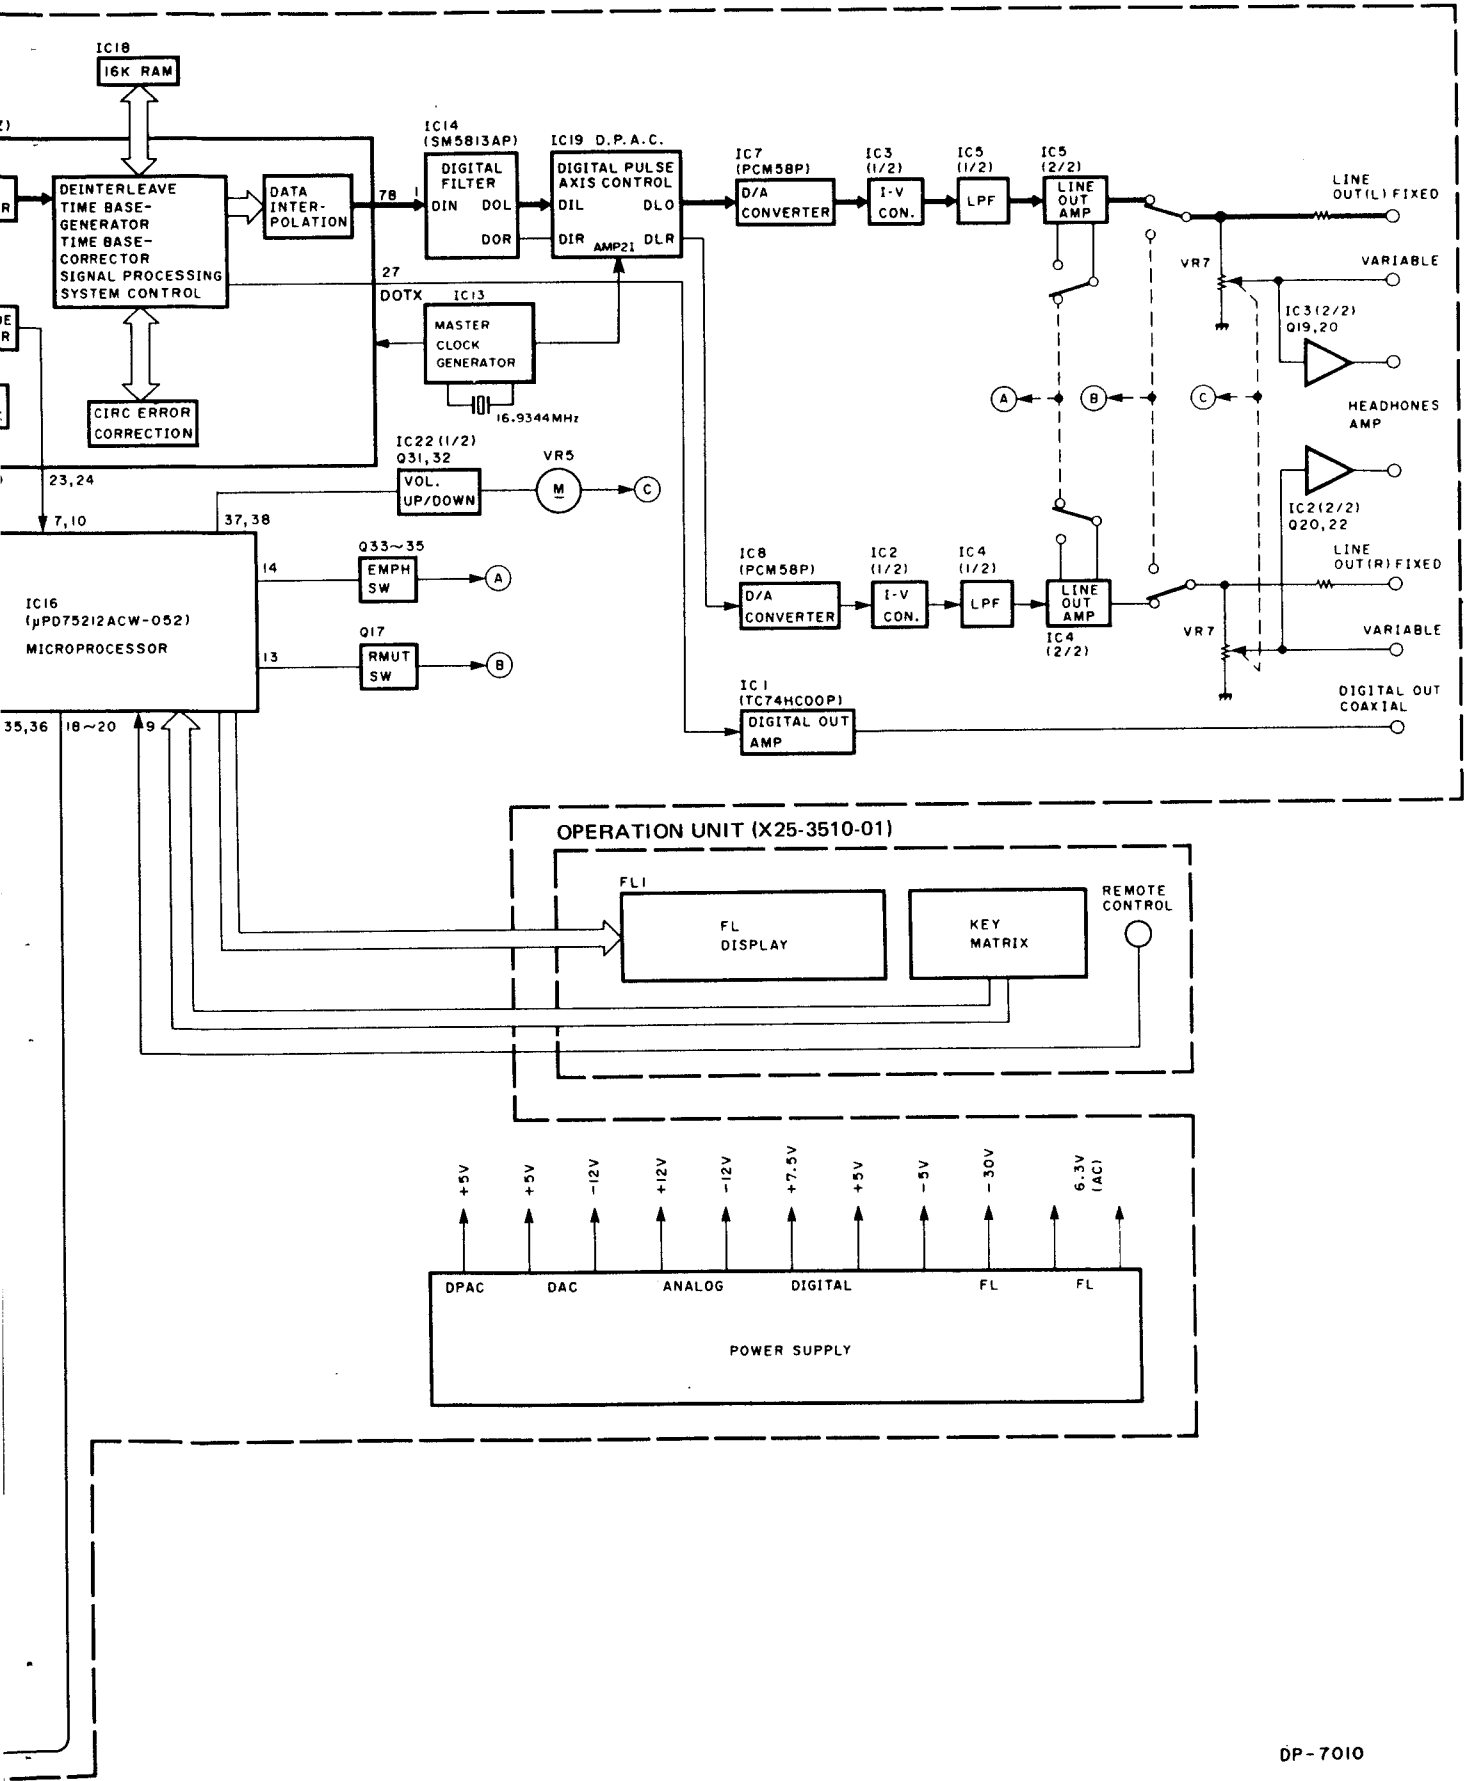 IC18
16K RAM
Z)
R
DEINTERLEAVE
TIME BASE-
GENERATOR
TIME BASE-
CORRECTOR
SIGNAL PROCESSING
SYSTEM CONTROL
DATA
INTER-
POLATION
78
1
IC14
(SM5813AP)
DIGITAL
FILTER
DIN DOL
DOR
IC19 D.P.A.C.
DIGITAL PULSE
AXIS CONTROL
DIL DLO
DIR AMP21 DLR
IC7
(PCM58P)
D/A
CONVERTER
IC3
(1/2)
I-V
CON.
IC5
(1/2)
LPF
IC5
(2/2)
LINE
OUT
AMP
LINE
OUT(L) FIXED
VARIABLE
VR7
IC3(2/2)
Q19,20
27
DOTX
IC13
MASTER
CLOCK
GENERATOR
16.9344MHz
DE
R
CIRC ERROR
CORRECTION
A
B
C
HEADPHONES
AMP
IC2(2/2)
Q20,22
23,24
7,10
37,38
IC22(1/2)
Q31,32
VOL.
UP/DOWN
VR5
M
C
14
Q33~35
EMPH
SW
A
IC16
(μPD75212ACW-052)
MICROPROCESSOR
13
Q17
RMUT
SW
B
IC8
(PCM58P)
D/A
CONVERTER
IC2
(1/2)
I-V
CON.
IC4
(1/2)
LPF
LINE
OUT
AMP
IC4
(2/2)
LINE
OUT(R) FIXED
VR7
VARIABLE
IC1
(TC74HC00P)
DIGITAL OUT
AMP
DIGITAL OUT
COAXIAL
35,36
18~20
9
OPERATION UNIT (X25-3510-01)
FL1
FL
DISPLAY
KEY
MATRIX
REMOTE
CONTROL
+5V
+5V
-12V
+12V
-12V
+7.5V
+5V
-5V
-30V
6.3V
(AC)
DPAC DAC ANALOG DIGITAL FL FL
POWER SUPPLY
DP-7010